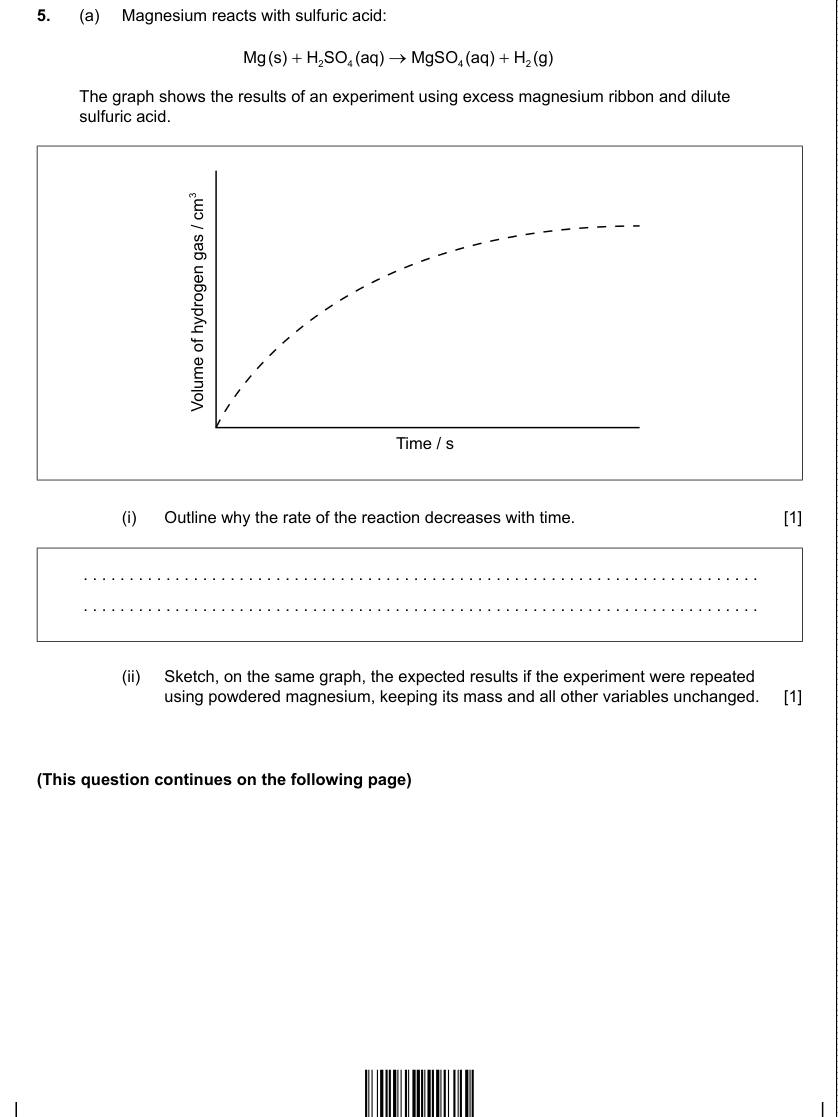 5. (a) Magnesium reacts with sulfuric acid:
Mg(s) + H₂SO₄(aq) → MgSO₄(aq) + H₂(g)
The graph shows the results of an experiment using excess magnesium ribbon and dilute
sulfuric acid.
Volume of hydrogen gas / cm³
Time / s
(i) Outline why the rate of the reaction decreases with time. [1]
(ii) Sketch, on the same graph, the expected results if the experiment were repeated
using powdered magnesium, keeping its mass and all other variables unchanged. [1]
(This question continues on the following page)